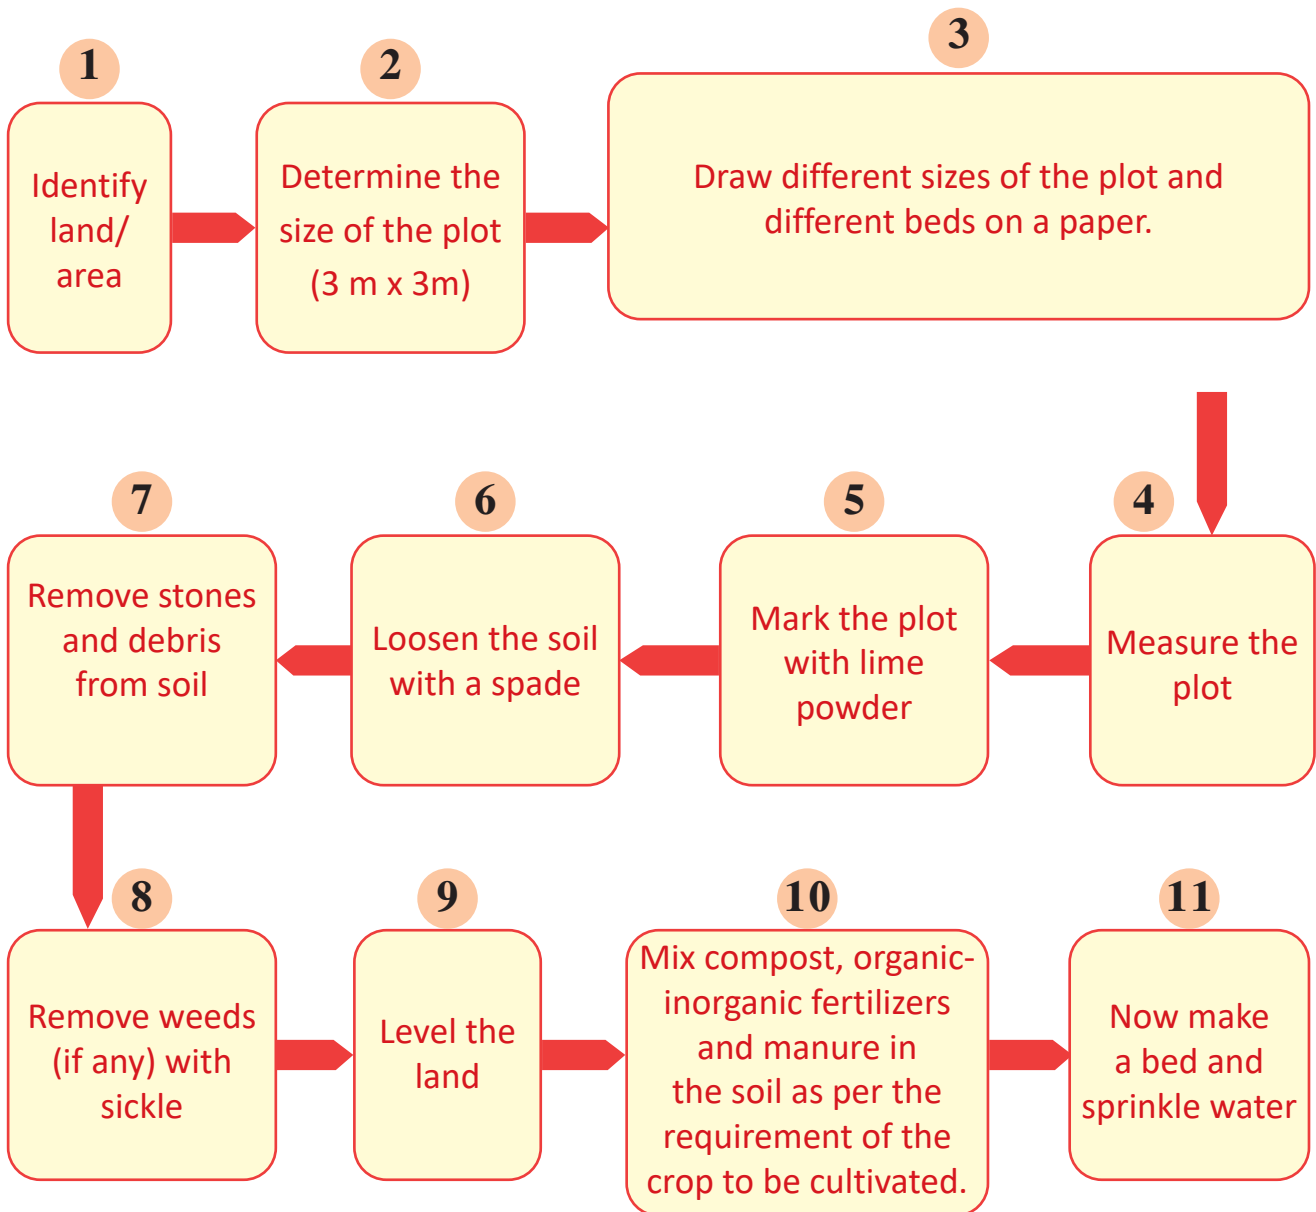 1
Identify
land/
area
2
Determine the
size of the plot
(3 m x 3m)
3
Draw different sizes of the plot and
different beds on a paper.
4
Measure the
plot
5
Mark the plot
with lime
powder
6
Loosen the soil
with a spade
7
Remove stones
and debris
from soil
8
Remove weeds
(if any) with
sickle
9
Level the
land
10
Mix compost, organic-
inorganic fertilizers
and manure in
the soil as per the
requirement of the
crop to be cultivated.
11
Now make
a bed and
sprinkle water